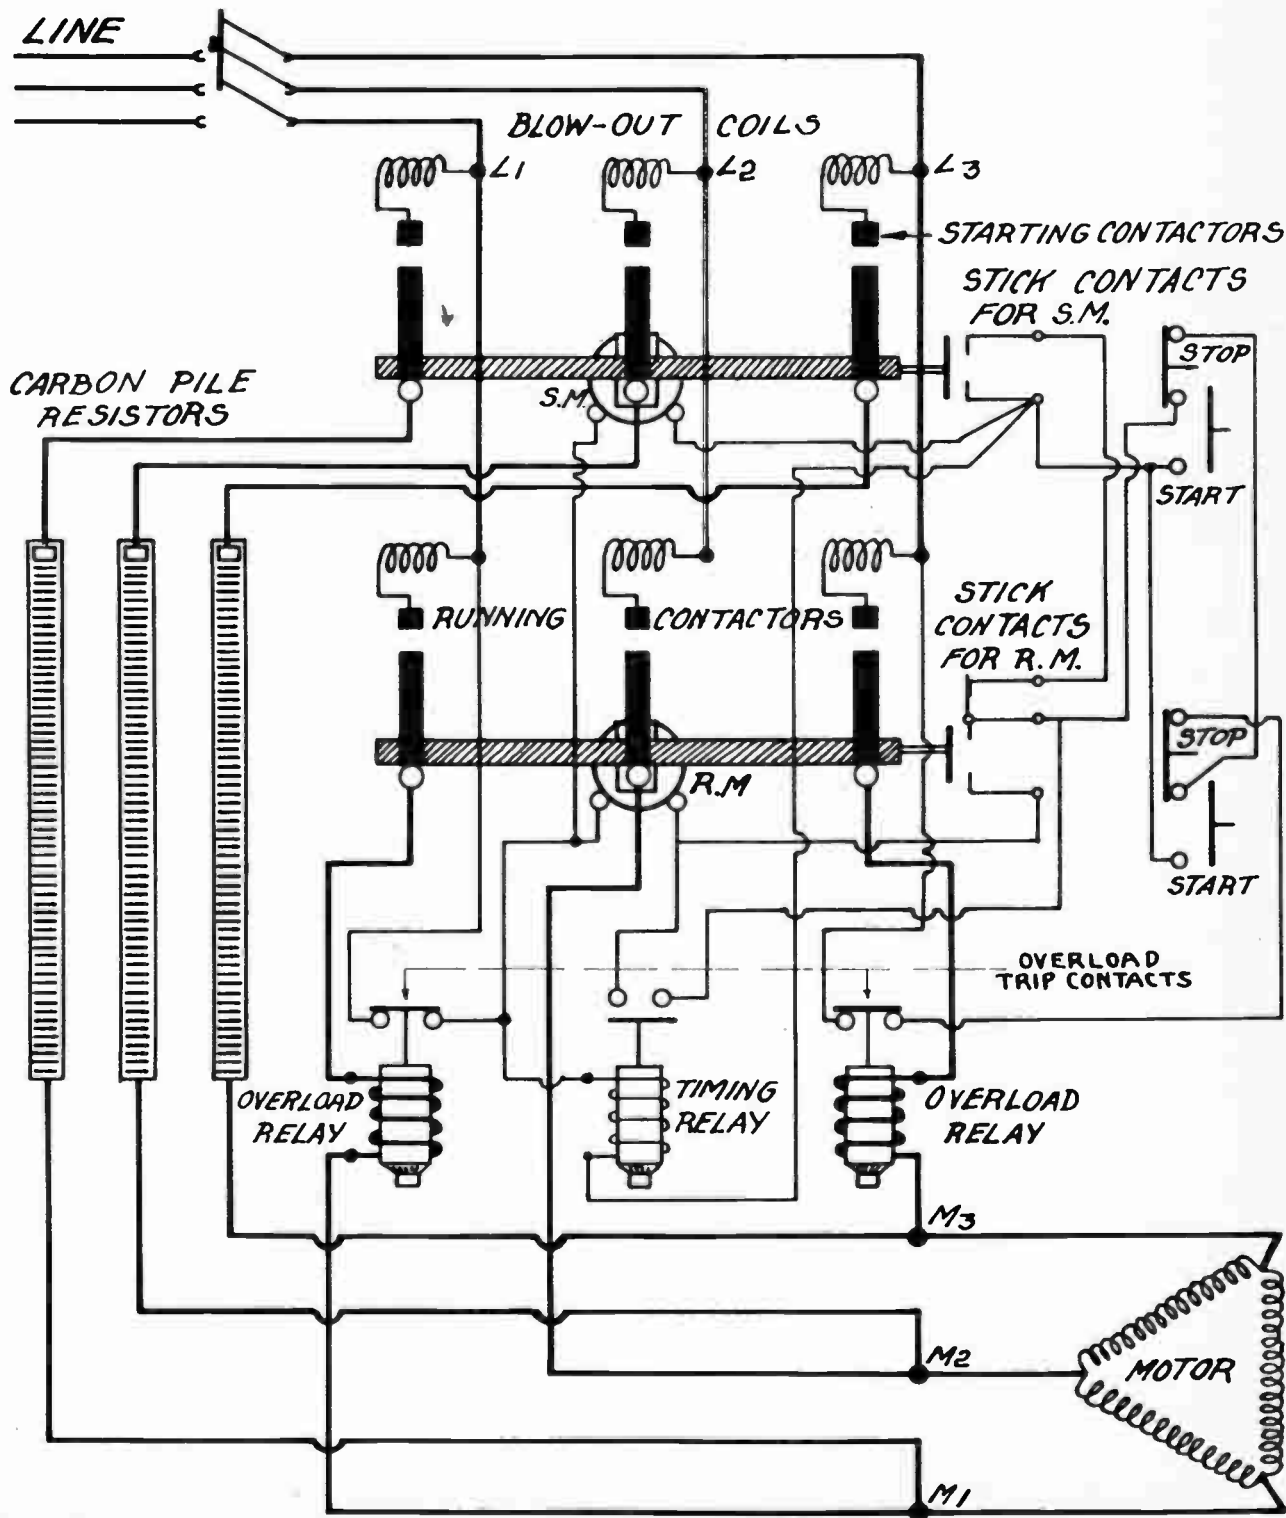 LINE
BLOW-OUT COILS
L1
L2
L3
STARTING CONTACTORS
STICK CONTACTS
FOR S.M.
STOP
CARBON PILE
RESISTORS
S.M.
START
RUNNING CONTACTORS
STICK
CONTACTS
FOR R.M.
STOP
R.M
START
OVERLOAD
TRIP CONTACTS
OVERLOAD
RELAY
TIMING
RELAY
OVERLOAD
RELAY
M3
M2
MOTOR
M1